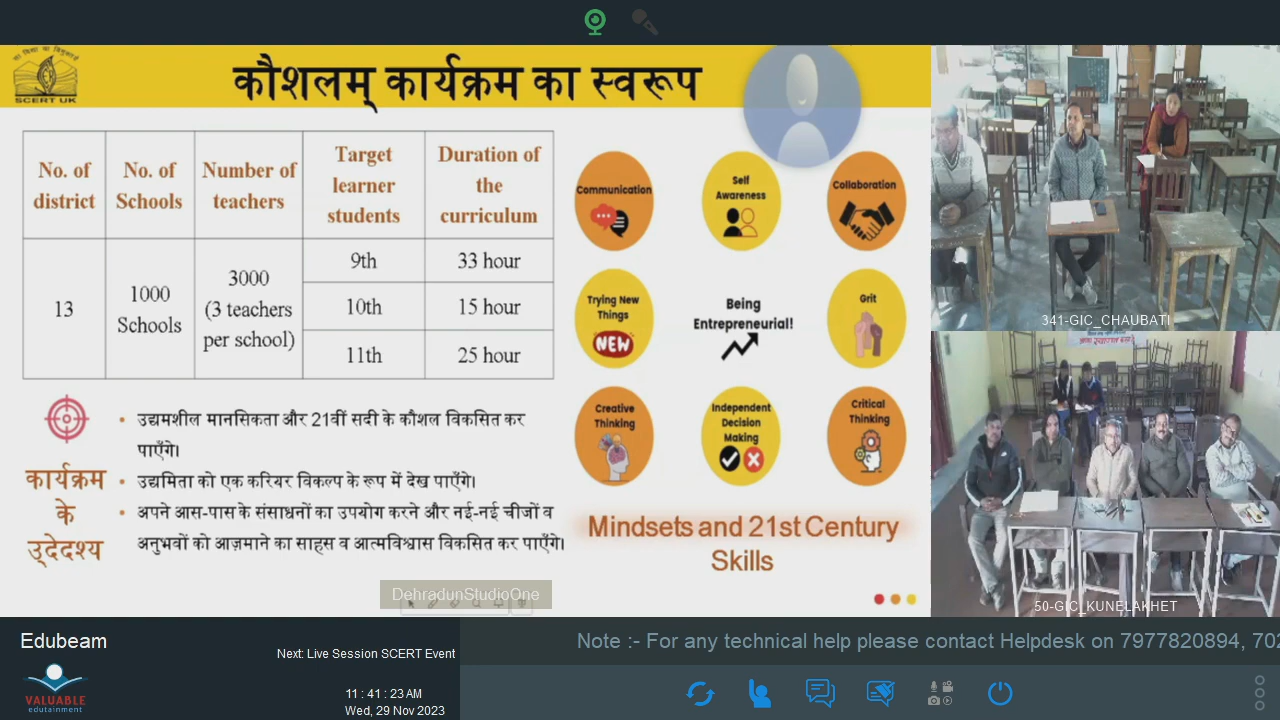 SCERT UK
कौशलम् कार्यक्रम का स्वरूप
No. of district
No. of Schools
Number of teachers
Target learner students
Duration of the curriculum
13
1000 Schools
3000 (3 teachers per school)
9th
33 hour
10th
15 hour
11th
25 hour
Communication
Self Awareness
Collaboration
Trying New Things
NEW
Being Entrepreneurial!
Grit
Creative Thinking
Independent Decision Making
Critical Thinking
Mindsets and 21st Century
Skills
कार्यक्रम
के
उद्देश्य
• उद्यमशील मानसिकता और 21वीं सदी के कौशल विकसित कर
पाएँगे।
• उद्यमिता को एक करियर विकल्प के रूप में देख पाएँगे।
• अपने आस-पास के संसाधनों का उपयोग करने और नई-नई चीजों व
अनुभवों को आज़माने का साहस व आत्मविश्वास विकसित कर पाएँगे।
DehradunStudioOne
341-GIC_CHAUBATI
50-GIC_KUNELAKHET
Edubeam
VALUABLE
edutainment
Next: Live Session SCERT Event
11 : 41 : 23 AM
Wed, 29 Nov 2023
Note :- For any technical help please contact Helpdesk on 7977820894, 702